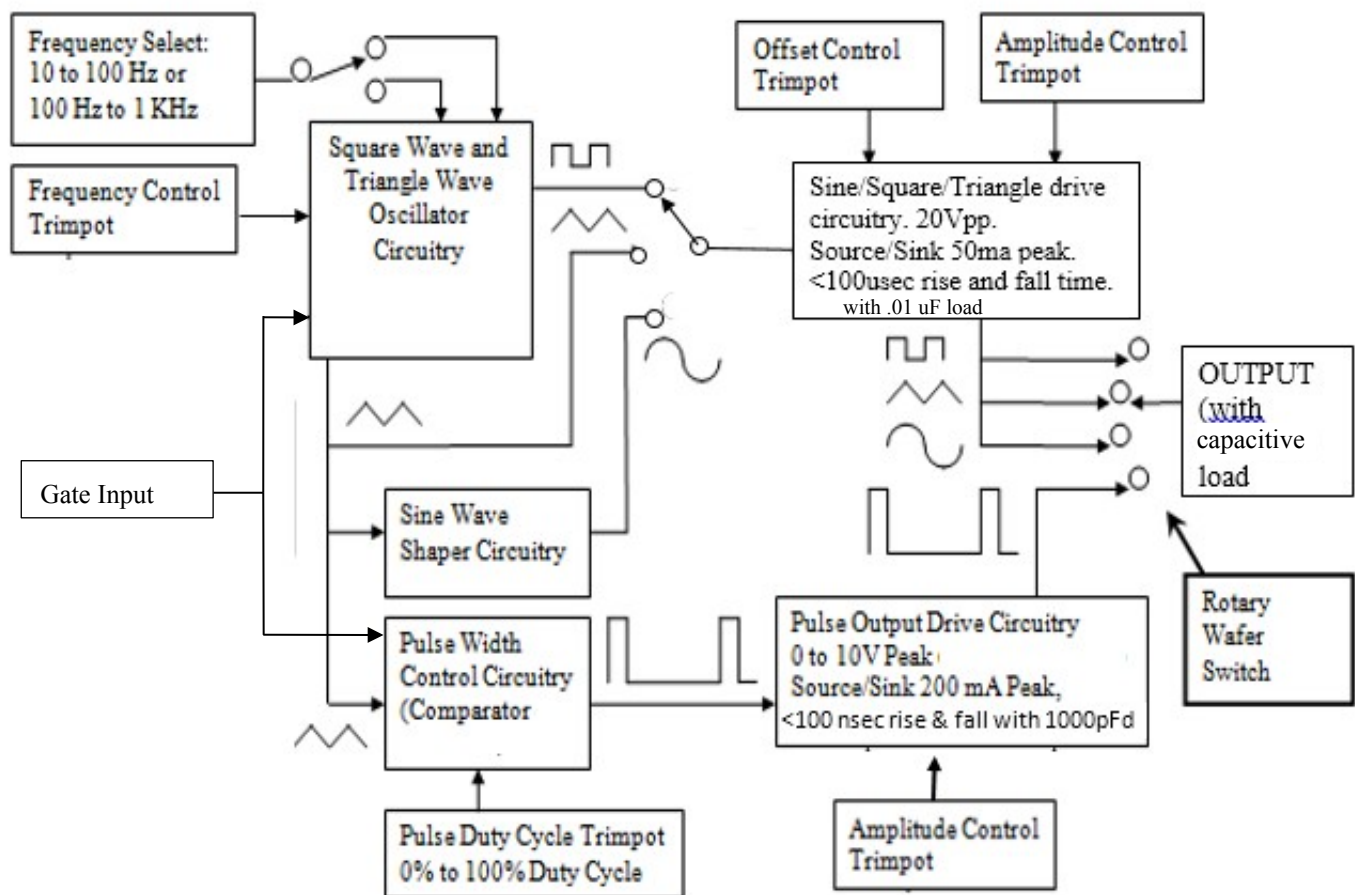 Frequency Select:
10 to 100 Hz or
100 Hz to 1 KHz
Offset Control
Trimpot
Amplitude Control
Trimpot
Square Wave and
Triangle Wave
Oscillator
Circuitry
Frequency Control
Trimpot
Sine/Square/Triangle drive
circuitry. 20Vpp.
Source/Sink 50ma peak.
<100usec rise and fall time.
with .01 uF load
OUTPUT
(with
capacitive
load
Gate Input
Sine Wave
Shaper Circuitry
Rotary
Wafer
Switch
Pulse Width
Control Circuitry
(Comparator
Pulse Output Drive Circuitry
0 to 10V Peak
Source/Sink 200 mA Peak,
<100 nsec rise & fall with 1000pFd
Pulse Duty Cycle Trimpot
0% to 100% Duty Cycle
Amplitude Control
Trimpot